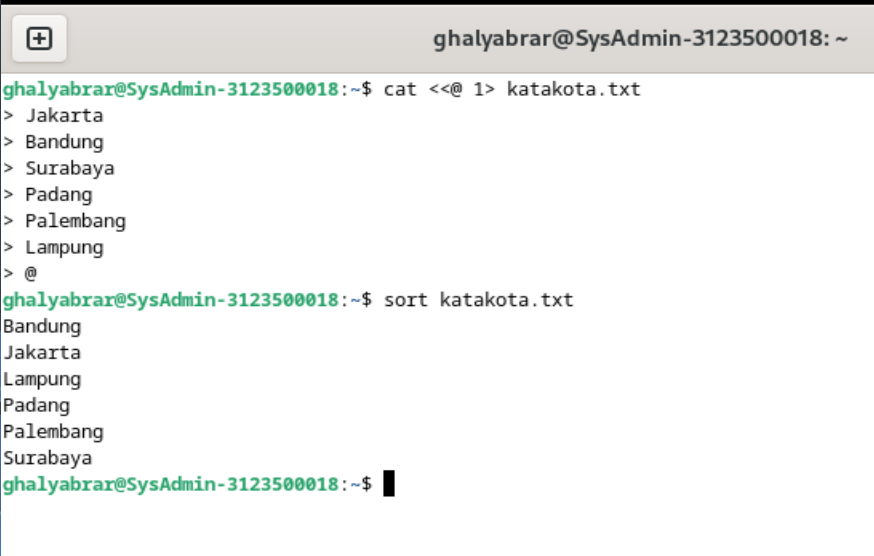 ghalyabrar@SysAdmin-3123500018: ~
ghalyabrar@SysAdmin-3123500018:~$ cat <<@ 1> katakota.txt
> Jakarta
> Bandung
> Surabaya
> Padang
> Palembang
> Lampung
> @
ghalyabrar@SysAdmin-3123500018:~$ sort katakota.txt
Bandung
Jakarta
Lampung
Padang
Palembang
Surabaya
ghalyabrar@SysAdmin-3123500018:~$